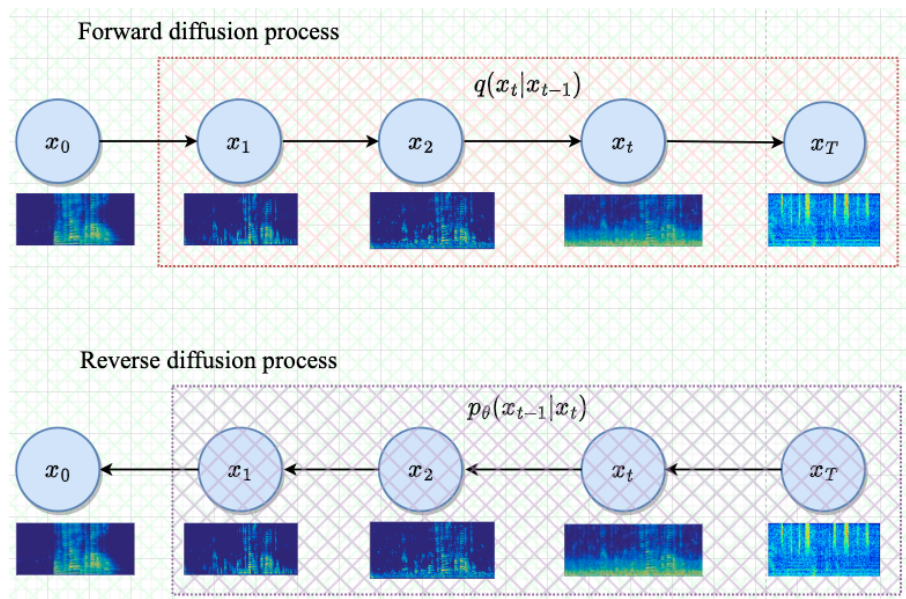 Forward diffusion process
q(x_t|x_{t-1})
x_0 x_1 x_2 x_t x_T
Reverse diffusion process
p_θ(x_{t-1}|x_t)
x_0 x_1 x_2 x_t x_T